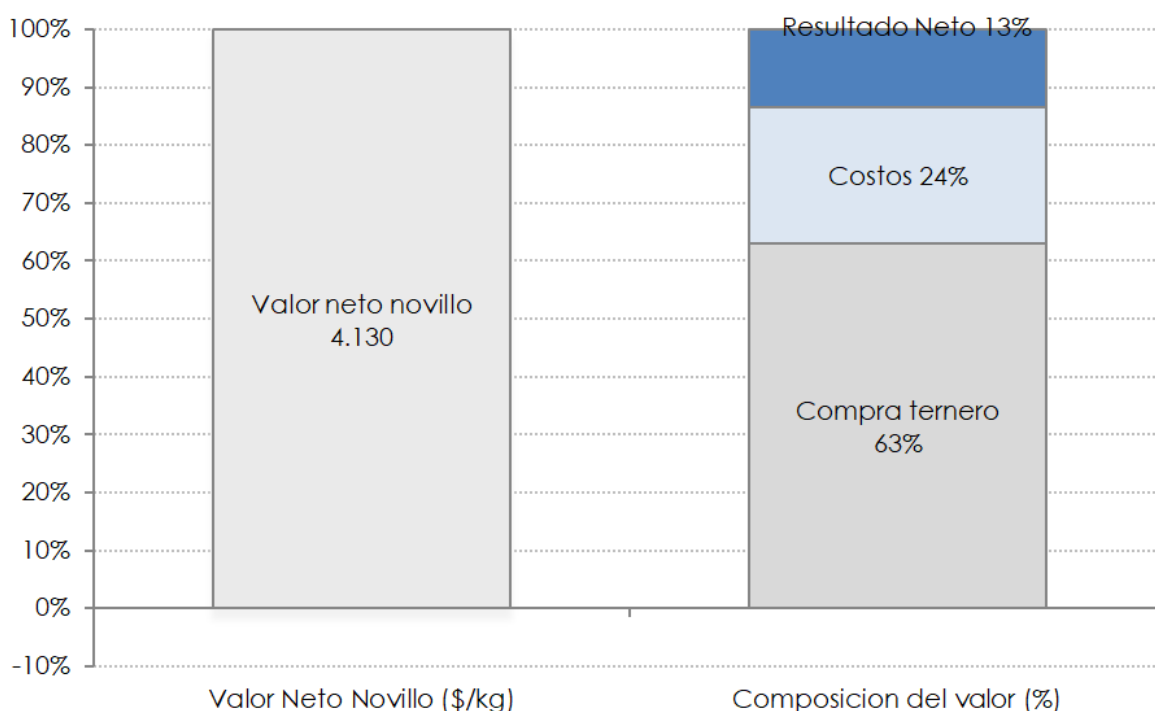 100%
90%
80%
70%
60%
50%
40%
30%
20%
10%
0%
-10%
Valor neto novillo
4.130
Resultado Neto 13%
Costos 24%
Compra ternero
63%
Valor Neto Novillo ($/kg)
Composicion del valor (%)